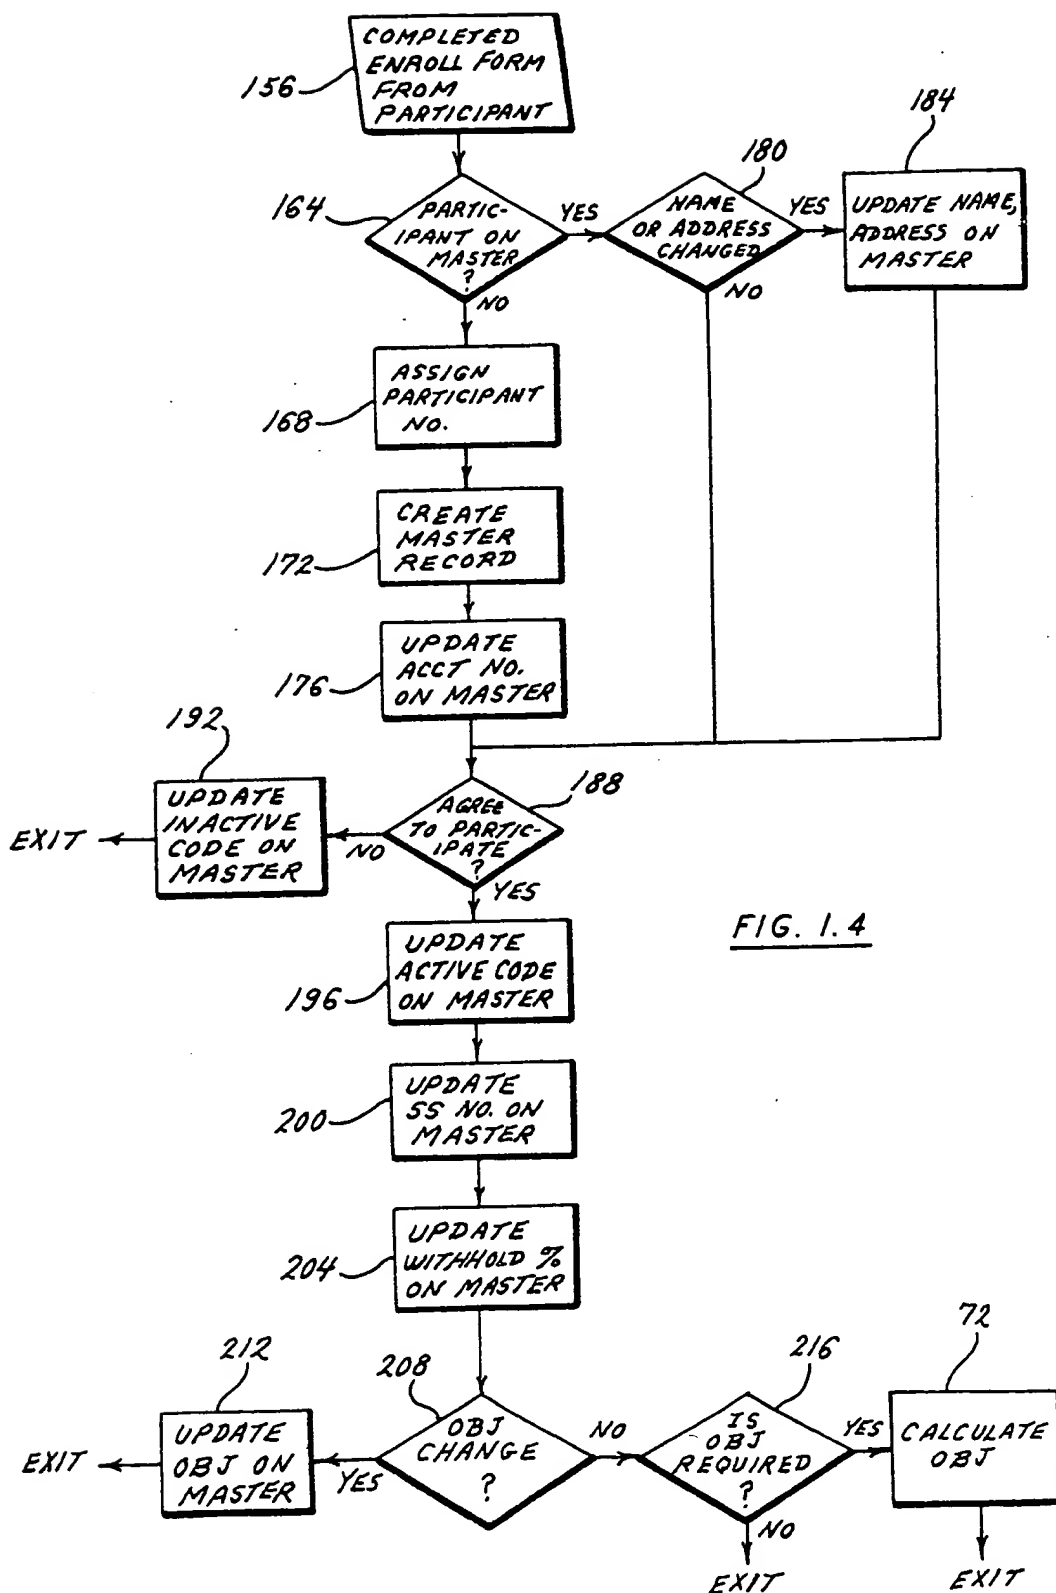 COMPLETED
ENROLL FORM
FROM
PARTICIPANT
156
164
PARTIC-
IPANT ON
MASTER
?
YES
NO
180
NAME
OR ADDRESS
CHANGED
YES
NO
184
UPDATE NAME,
ADDRESS ON
MASTER
168
ASSIGN
PARTICIPANT
NO.
172
CREATE
MASTER
RECORD
176
UPDATE
ACCT NO.
ON MASTER
192
UPDATE
INACTIVE
CODE ON
MASTER
EXIT
NO
188
AGREE
TO PARTIC-
IPATE
?
YES
FIG. 1.4
196
UPDATE
ACTIVE CODE
ON MASTER
200
UPDATE
SS NO. ON
MASTER
204
UPDATE
WITHHOLD %
ON MASTER
212
UPDATE
OBJ ON
MASTER
EXIT
YES
208
OBJ
CHANGE
?
NO
216
IS
OBJ
REQUIRED
?
YES
NO
EXIT
72
CALCULATE
OBJ
EXIT